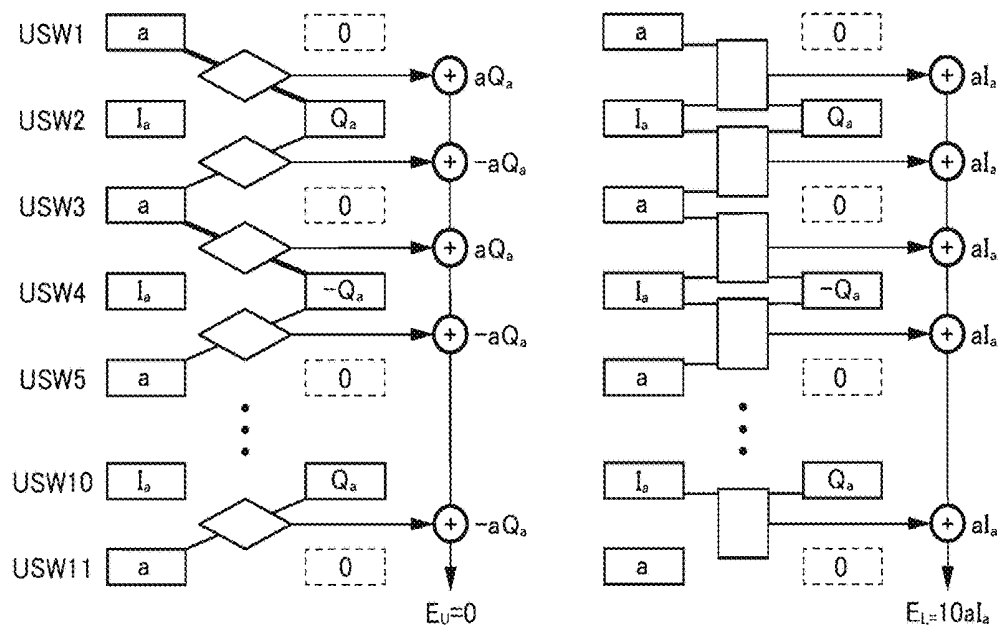 USW1 a 0 a 0
aQₐ aIₐ
USW2 Iₐ Qₐ Iₐ Qₐ
-aQₐ aIₐ
USW3 a 0 a 0
aQₐ aIₐ
USW4 Iₐ -Qₐ Iₐ -Qₐ
-aQₐ aIₐ
USW5 a 0 a 0
USW10 Iₐ Qₐ Iₐ Qₐ
-aQₐ aIₐ
USW11 a 0 a 0
E_U=0 E_L=10aIₐ